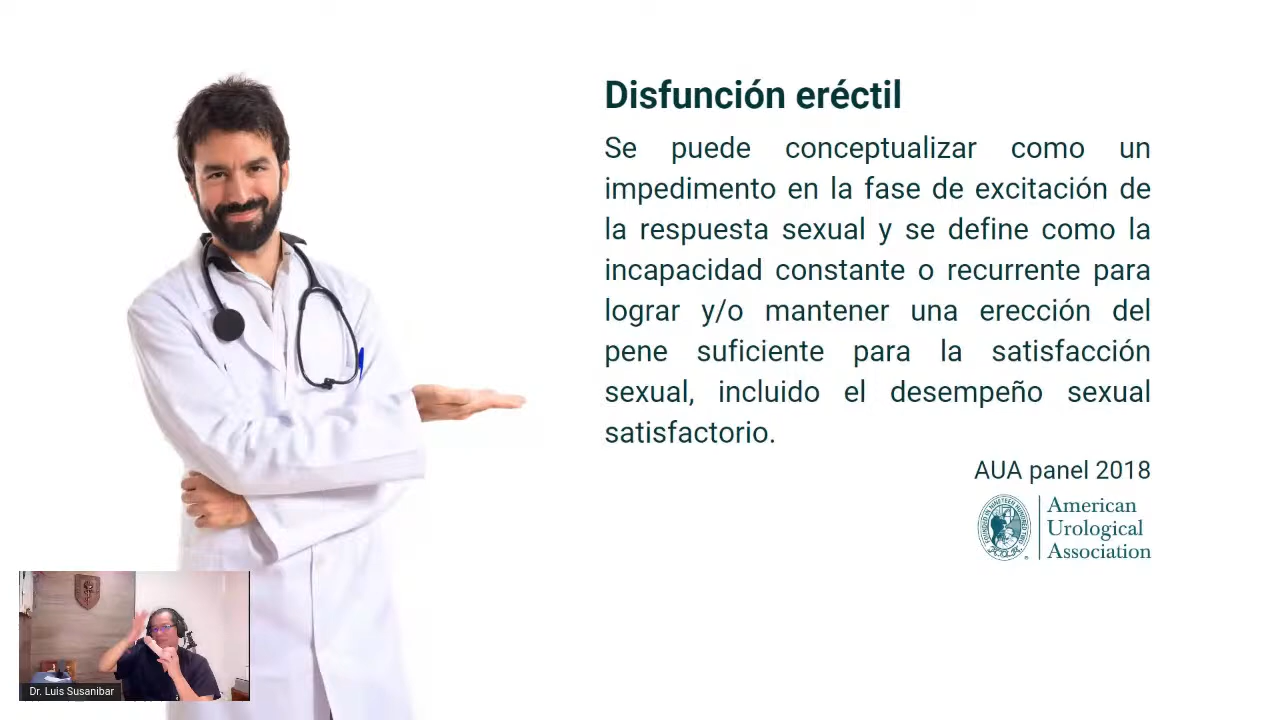 Disfunción eréctil
Se puede conceptualizar como un
impedimento en la fase de excitación de
la respuesta sexual y se define como la
incapacidad constante o recurrente para
lograr y/o mantener una erección del
pene suficiente para la satisfacción
sexual, incluido el desempeño sexual
satisfactorio.
AUA panel 2018
American
Urological
Association
Dr. Luis Susanibar